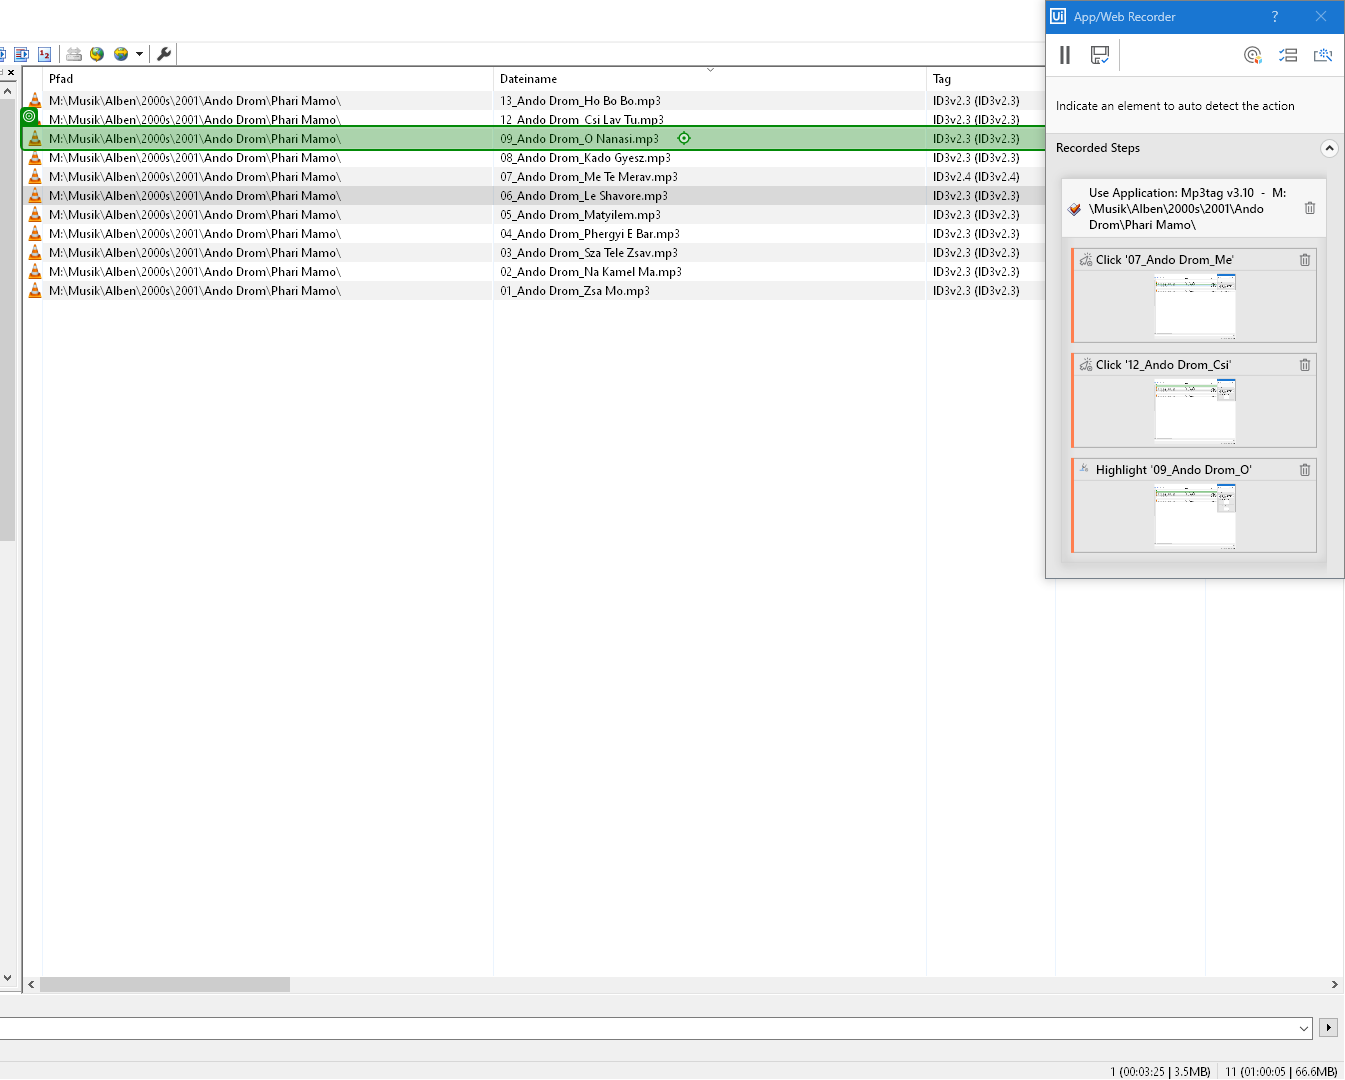 Ui App/Web Recorder ?
Indicate an element to auto detect the action
Recorded Steps
Use Application: Mp3tag v3.10 - M:
\Musik\Alben\2000s\2001\Ando
Drom\Phari Mamo\
Click '07_Ando Drom_Me'
Click '12_Ando Drom_Csi'
Highlight '09_Ando Drom_O'
Pfad Dateiname Tag
M:\Musik\Alben\2000s\2001\Ando Drom\Phari Mamo\ 13_Ando Drom_Ho Bo Bo.mp3 ID3v2.3 (ID3v2.3)
M:\Musik\Alben\2000s\2001\Ando Drom\Phari Mamo\ 12_Ando Drom_Csi Lav Tu.mp3 ID3v2.3 (ID3v2.3)
M:\Musik\Alben\2000s\2001\Ando Drom\Phari Mamo\ 09_Ando Drom_O Nanasi.mp3 ID3v2.3 (ID3v2.3)
M:\Musik\Alben\2000s\2001\Ando Drom\Phari Mamo\ 08_Ando Drom_Kado Gyesz.mp3 ID3v2.3 (ID3v2.3)
M:\Musik\Alben\2000s\2001\Ando Drom\Phari Mamo\ 07_Ando Drom_Me Te Merav.mp3 ID3v2.4 (ID3v2.4)
M:\Musik\Alben\2000s\2001\Ando Drom\Phari Mamo\ 06_Ando Drom_Le Shavore.mp3 ID3v2.3 (ID3v2.3)
M:\Musik\Alben\2000s\2001\Ando Drom\Phari Mamo\ 05_Ando Drom_Matyilem.mp3 ID3v2.3 (ID3v2.3)
M:\Musik\Alben\2000s\2001\Ando Drom\Phari Mamo\ 04_Ando Drom_Phergyi E Bar.mp3 ID3v2.3 (ID3v2.3)
M:\Musik\Alben\2000s\2001\Ando Drom\Phari Mamo\ 03_Ando Drom_Sza Tele Zsav.mp3 ID3v2.3 (ID3v2.3)
M:\Musik\Alben\2000s\2001\Ando Drom\Phari Mamo\ 02_Ando Drom_Na Kamel Ma.mp3 ID3v2.3 (ID3v2.3)
M:\Musik\Alben\2000s\2001\Ando Drom\Phari Mamo\ 01_Ando Drom_Zsa Mo.mp3 ID3v2.3 (ID3v2.3)
1 (00:03:25 | 3.5MB) 11 (01:00:05 | 66.6MB)